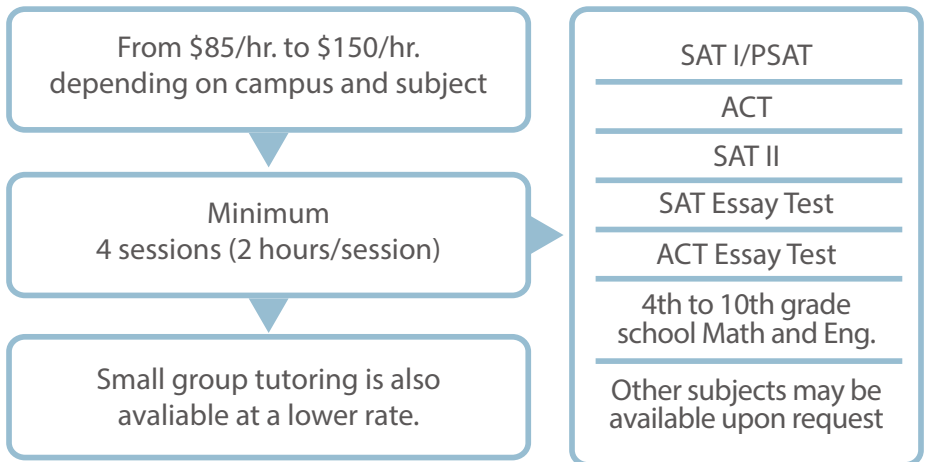 From $85/hr. to $150/hr.
depending on campus and subject
Minimum
4 sessions (2 hours/session)
Small group tutoring is also
avaliable at a lower rate.
SAT I/PSAT
ACT
SAT II
SAT Essay Test
ACT Essay Test
4th to 10th grade
school Math and Eng.
Other subjects may be
available upon request